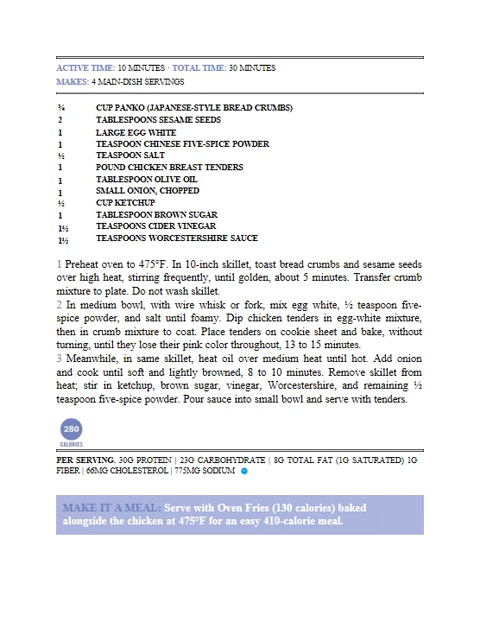 ACTIVE TIME: 10 MINUTES · TOTAL TIME: 30 MINUTES
MAKES: 4 MAIN-DISH SERVINGS
¾ CUP PANKO (JAPANESE-STYLE BREAD CRUMBS)
2 TABLESPOONS SESAME SEEDS
1 LARGE EGG WHITE
1 TEASPOON CHINESE FIVE-SPICE POWDER
½ TEASPOON SALT
1 POUND CHICKEN BREAST TENDERS
1 TABLESPOON OLIVE OIL
1 SMALL ONION, CHOPPED
½ CUP KETCHUP
1 TABLESPOON BROWN SUGAR
1½ TEASPOONS CIDER VINEGAR
1½ TEASPOONS WORCESTERSHIRE SAUCE
1 Preheat oven to 475°F. In 10-inch skillet, toast bread crumbs and sesame seeds
over high heat, stirring frequently, until golden, about 5 minutes. Transfer crumb
mixture to plate. Do not wash skillet.
2 In medium bowl, with wire whisk or fork, mix egg white, ½ teaspoon five-
spice powder, and salt until foamy. Dip chicken tenders in egg-white mixture,
then in crumb mixture to coat. Place tenders on cookie sheet and bake, without
turning, until they lose their pink color throughout, 13 to 15 minutes.
3 Meanwhile, in same skillet, heat oil over medium heat until hot. Add onion
and cook until soft and lightly browned, 8 to 10 minutes. Remove skillet from
heat; stir in ketchup, brown sugar, vinegar, Worcestershire, and remaining ½
teaspoon five-spice powder. Pour sauce into small bowl and serve with tenders.
280
CALORIES
PER SERVING. 30G PROTEIN | 23G CARBOHYDRATE | 8G TOTAL FAT (1G SATURATED) 1G
FIBER | 66MG CHOLESTEROL | 775MG SODIUM
MAKE IT A MEAL: Serve with Oven Fries (130 calories) baked
alongside the chicken at 475°F for an easy 410-calorie meal.